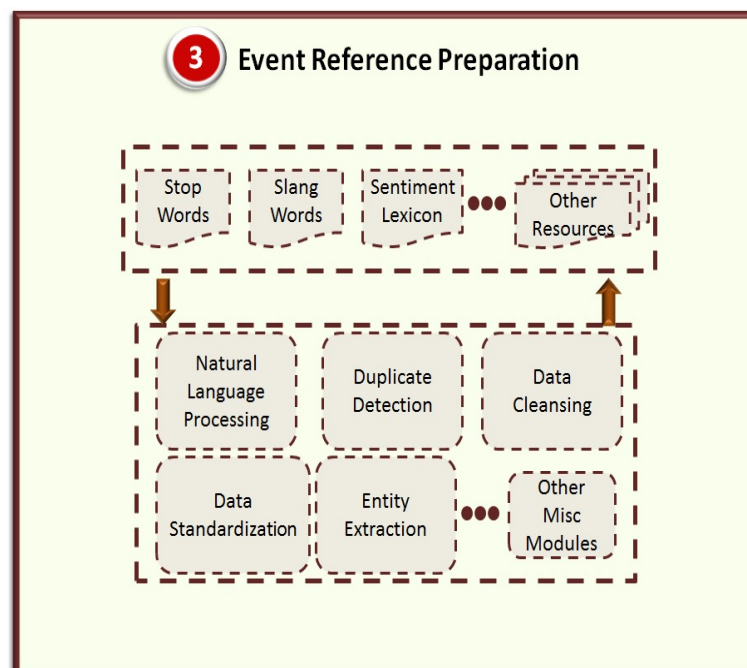 3 Event Reference Preparation
Stop
Words
Slang
Words
Sentiment
Lexicon
Other
Resources
Natural
Language
Processing
Duplicate
Detection
Data
Cleansing
Data
Standardization
Entity
Extraction
Other
Misc
Modules